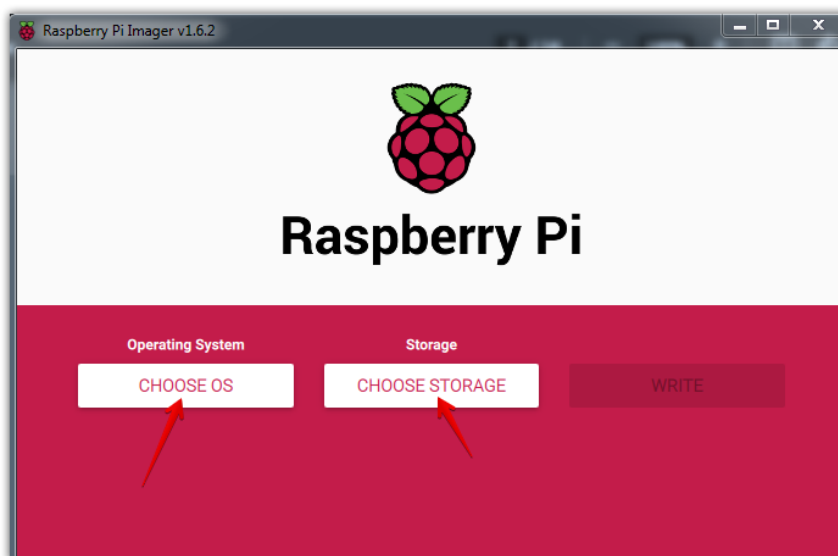 Raspberry Pi Imager v1.6.2
Raspberry Pi
Operating System
Storage
CHOOSE OS
CHOOSE STORAGE
WRITE